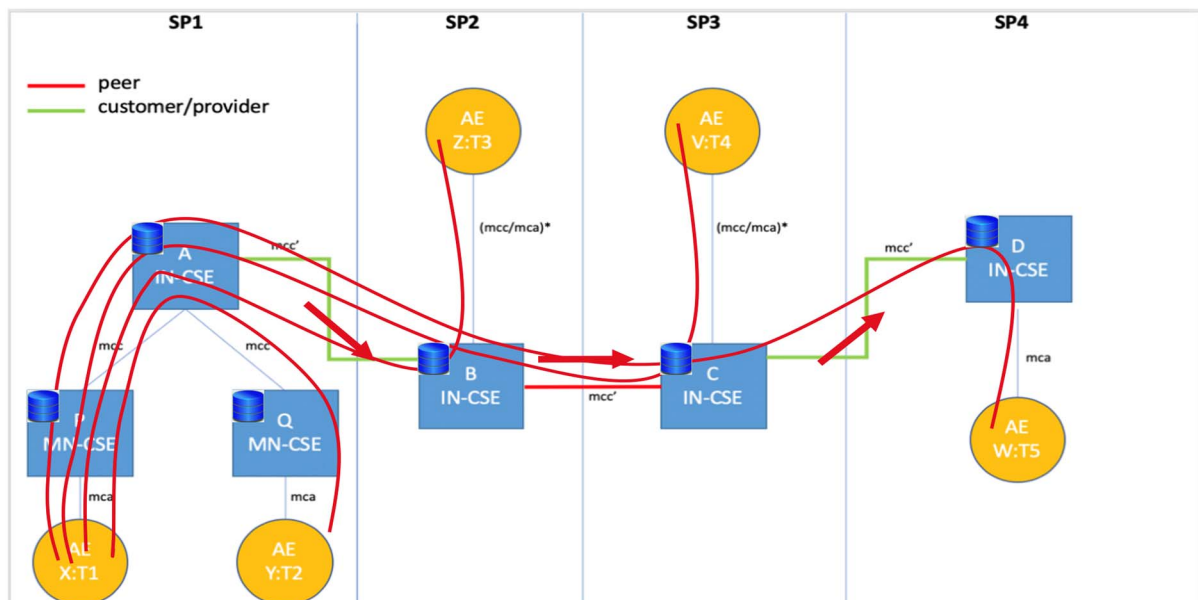 SP1
SP2
SP3
SP4
peer
customer/provider
AE
Z:T3
AE
V:T4
(mcc/mca)*
(mcc/mca)*
A
IN-CSE
mcc'
mcc'
D
IN-CSE
mcc
mcc
B
IN-CSE
mcc'
C
IN-CSE
mca
P
MN-CSE
Q
MN-CSE
AE
W:T5
mca
mca
AE
X:T1
AE
Y:T2